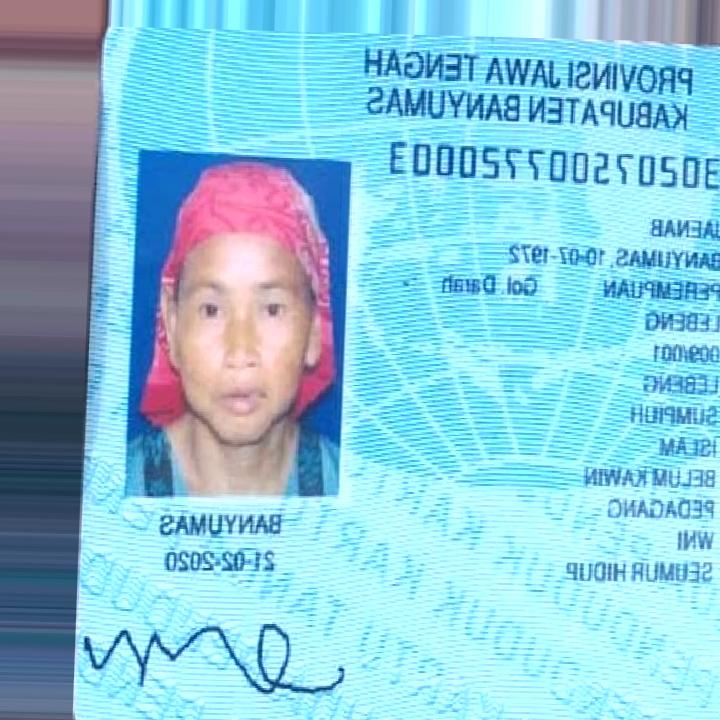 PROVINSI JAWA TENGAH
KABUPATEN BANYUMAS
302075007720003
JAENAB
BANYUMAS, 10-07-1972
PEREMPUAN Gol. Darah -
LEBENG
009/001
LEBENG
SUMPIUH
ISLAM
BELUM KAWIN
PEDAGANG
WNI
SEUMUR HIDUP
BANYUMAS
21-02-2020